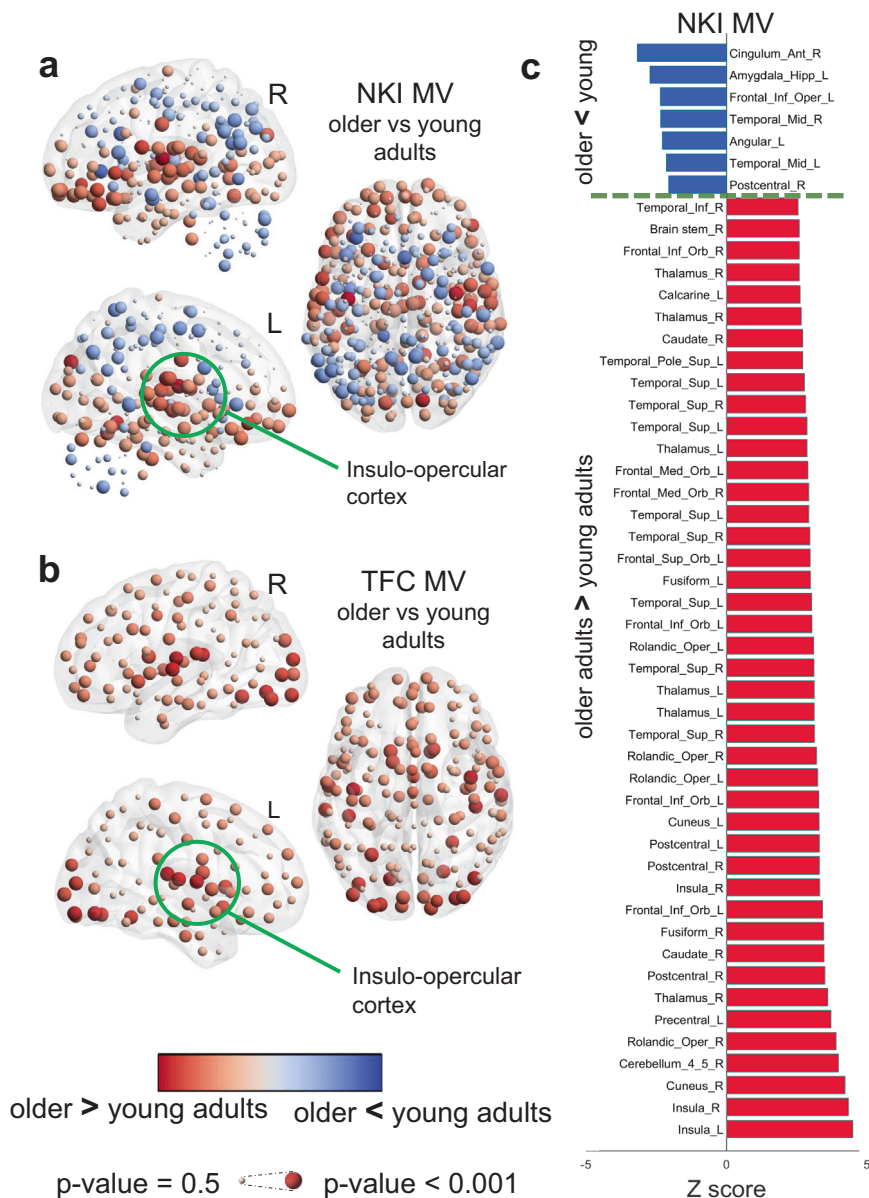 a
R
NKI MV
older vs young
adults
L
Insulo-opercular
cortex
b
R
TFC MV
older vs young
adults
L
Insulo-opercular
cortex
older > young adults
older < young adults
p-value = 0.5
p-value < 0.001
c
NKI MV
older < young
Cingulum_Ant_R
Amygdala_Hipp_L
Frontal_Inf_Oper_L
Temporal_Mid_R
Angular_L
Temporal_Mid_L
Postcentral_R
older adults > young adults
Temporal_Inf_R
Brain stem_R
Frontal_Inf_Orb_R
Thalamus_R
Calcarine_L
Thalamus_R
Caudate_R
Temporal_Pole_Sup_L
Temporal_Sup_L
Temporal_Sup_R
Temporal_Sup_L
Thalamus_L
Frontal_Med_Orb_L
Frontal_Med_Orb_R
Temporal_Sup_L
Temporal_Sup_R
Frontal_Sup_Orb_L
Fusiform_L
Temporal_Sup_L
Frontal_Inf_Orb_L
Rolandic_Oper_L
Temporal_Sup_R
Thalamus_L
Thalamus_L
Temporal_Sup_R
Rolandic_Oper_R
Rolandic_Oper_L
Frontal_Inf_Orb_L
Cuneus_L
Postcentral_L
Postcentral_R
Insula_R
Frontal_Inf_Orb_L
Fusiform_R
Caudate_R
Postcentral_R
Thalamus_R
Precentral_L
Rolandic_Oper_R
Cerebellum_4_5_R
Cuneus_R
Insula_R
Insula_L
-5 0 5
Z score